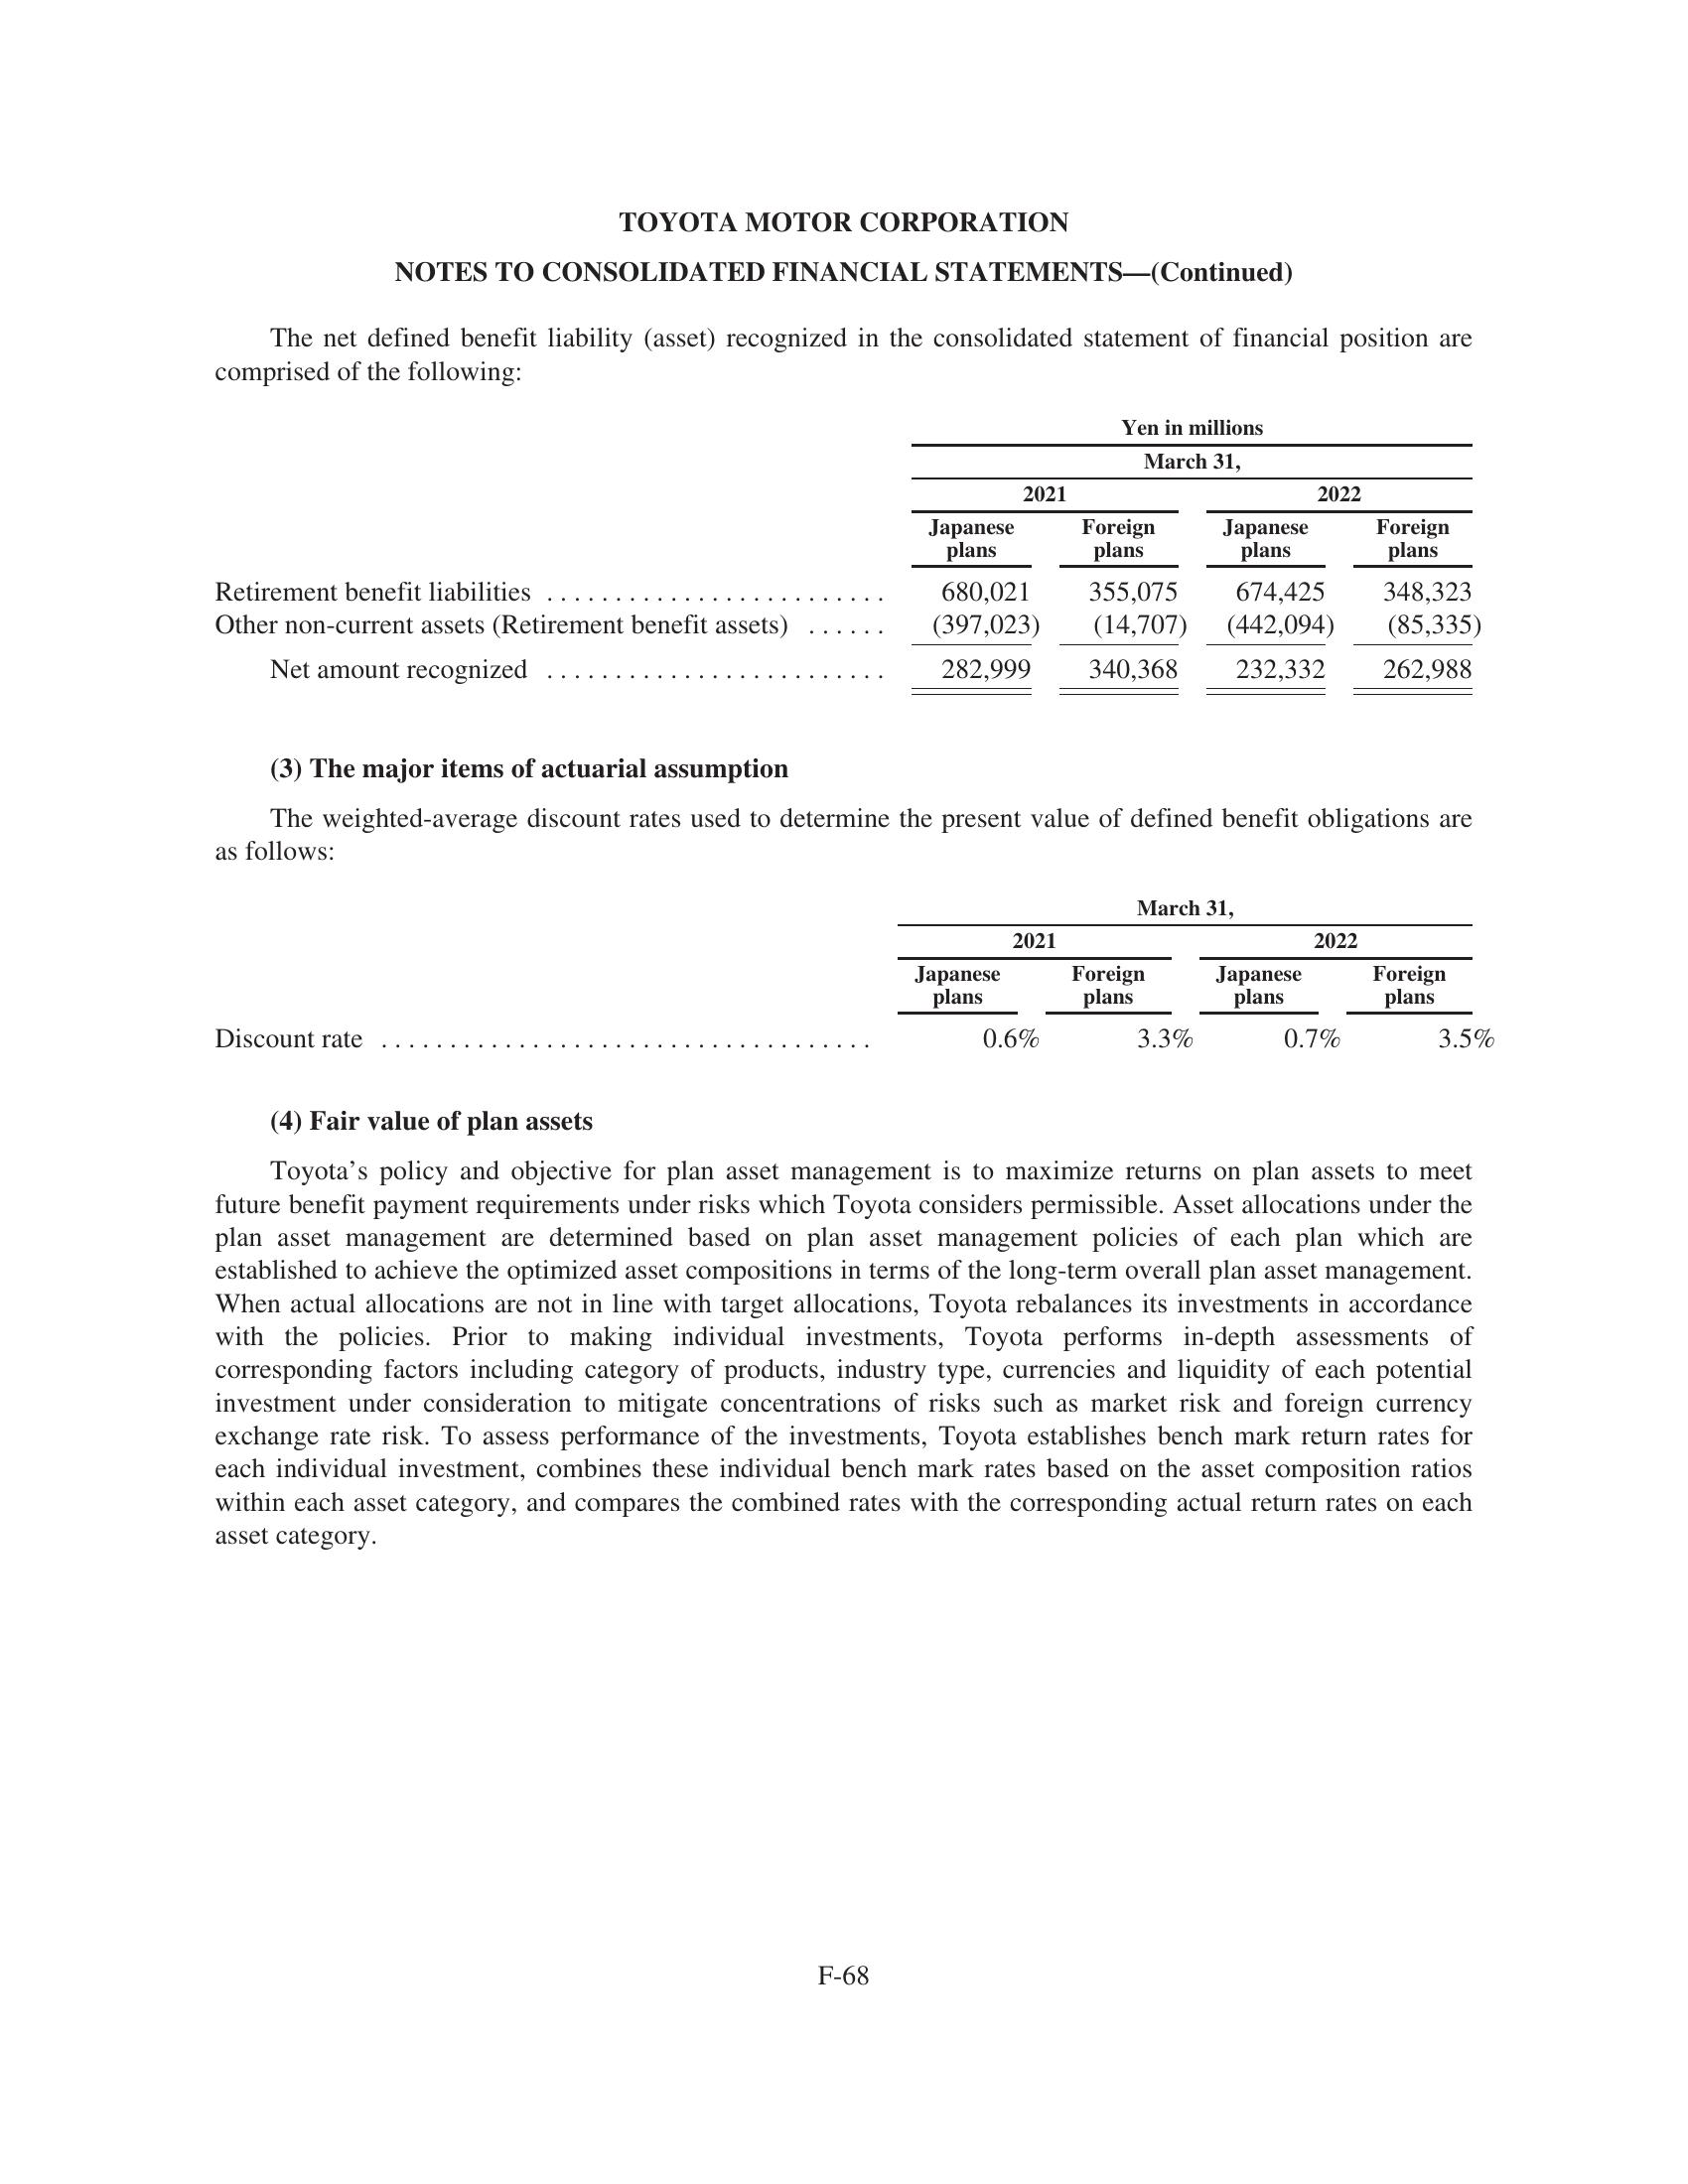 TOYOTA MOTOR CORPORATION
NOTES TO CONSOLIDATED FINANCIAL STATEMENTS—(Continued)
The net defined benefit liability (asset) recognized in the consolidated statement of financial position are
comprised of the following:
Yen in millions
March 31,
2021 2022
Japanese Foreign Japanese Foreign
plans plans plans plans
Retirement benefit liabilities . . . . . . . . . . . . . . . . . . . . . . . . . 680,021 355,075 674,425 348,323
Other non-current assets (Retirement benefit assets) . . . . . . (397,023) (14,707) (442,094) (85,335)
Net amount recognized . . . . . . . . . . . . . . . . . . . . . . . . . 282,999 340,368 232,332 262,988
(3) The major items of actuarial assumption
The weighted-average discount rates used to determine the present value of defined benefit obligations are
as follows:
March 31,
2021 2022
Japanese Foreign Japanese Foreign
plans plans plans plans
Discount rate . . . . . . . . . . . . . . . . . . . . . . . . . . . . . . . . . . . . 0.6% 3.3% 0.7% 3.5%
(4) Fair value of plan assets
Toyota’s policy and objective for plan asset management is to maximize returns on plan assets to meet
future benefit payment requirements under risks which Toyota considers permissible. Asset allocations under the
plan asset management are determined based on plan asset management policies of each plan which are
established to achieve the optimized asset compositions in terms of the long-term overall plan asset management.
When actual allocations are not in line with target allocations, Toyota rebalances its investments in accordance
with the policies. Prior to making individual investments, Toyota performs in-depth assessments of
corresponding factors including category of products, industry type, currencies and liquidity of each potential
investment under consideration to mitigate concentrations of risks such as market risk and foreign currency
exchange rate risk. To assess performance of the investments, Toyota establishes bench mark return rates for
each individual investment, combines these individual bench mark rates based on the asset composition ratios
within each asset category, and compares the combined rates with the corresponding actual return rates on each
asset category.
F-68